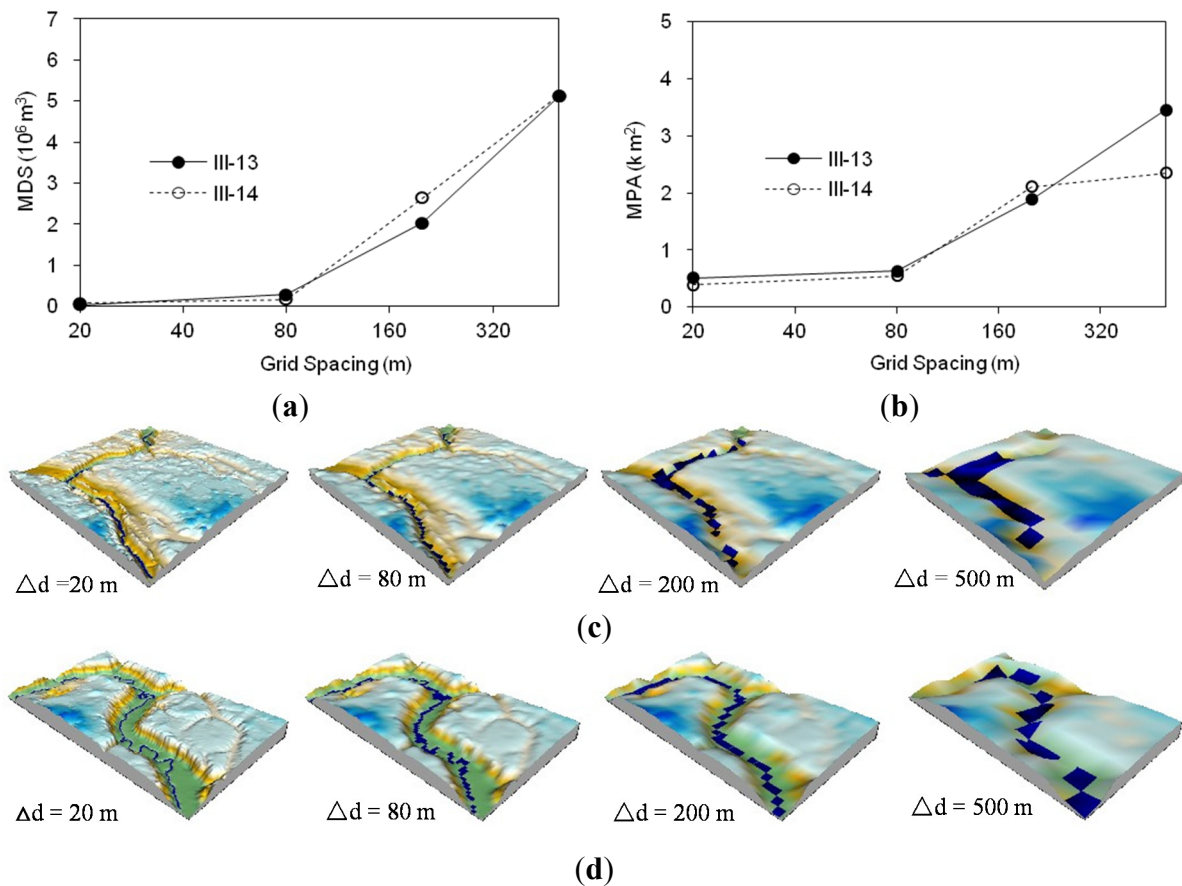 7
6
5
4
3
2
1
0
MDS (10⁶ m³)
III-13
III-14
20 40 80 160 320
Grid Spacing (m)
(a)
5
4
3
2
1
0
MPA (km²)
III-13
III-14
20 40 80 160 320
Grid Spacing (m)
(b)
△d =20 m
△d = 80 m
△d = 200 m
△d = 500 m
(c)
Δd = 20 m
△d = 80 m
△d = 200 m
△d = 500 m
(d)